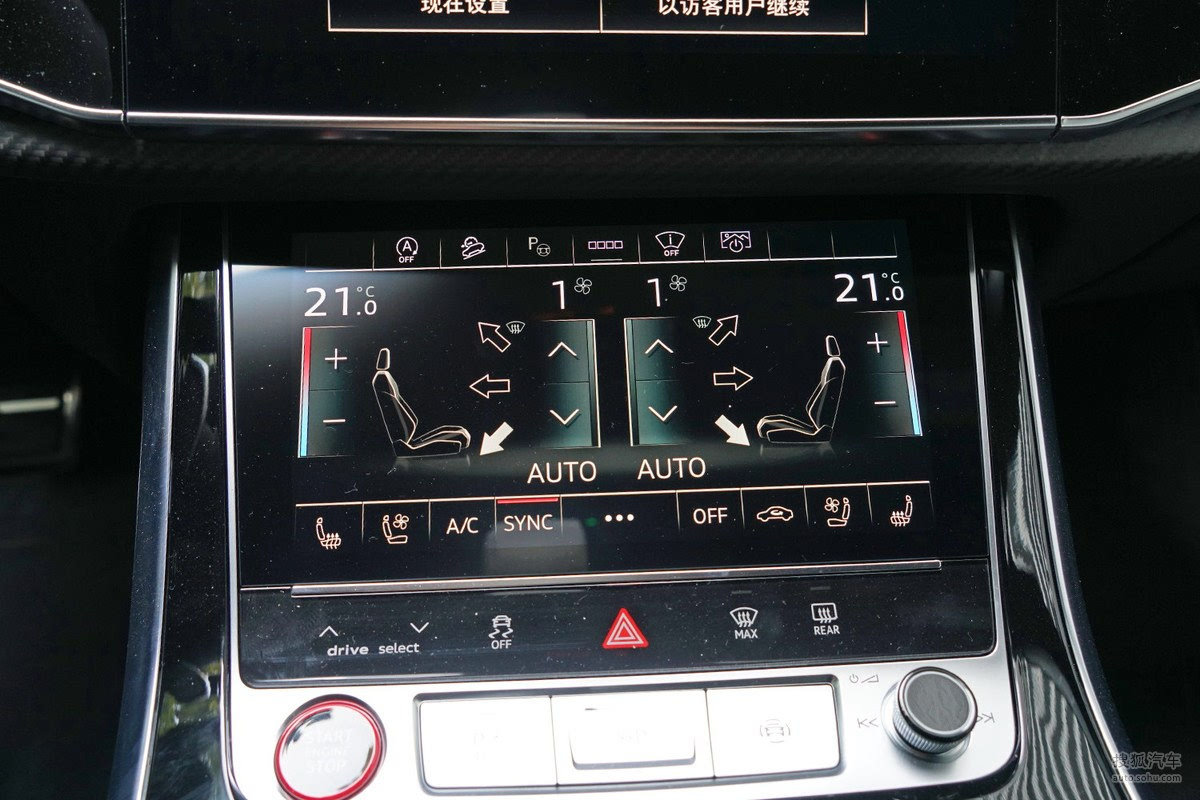 现在设置 以访客用户继续
A OFF P i OFF
21.0 °C 1 1 21.0 °C
AUTO AUTO
A/C SYNC ••• OFF
drive select OFF MAX REAR
START
ENGINE
STOP
搜狐汽车
auto.sohu.com